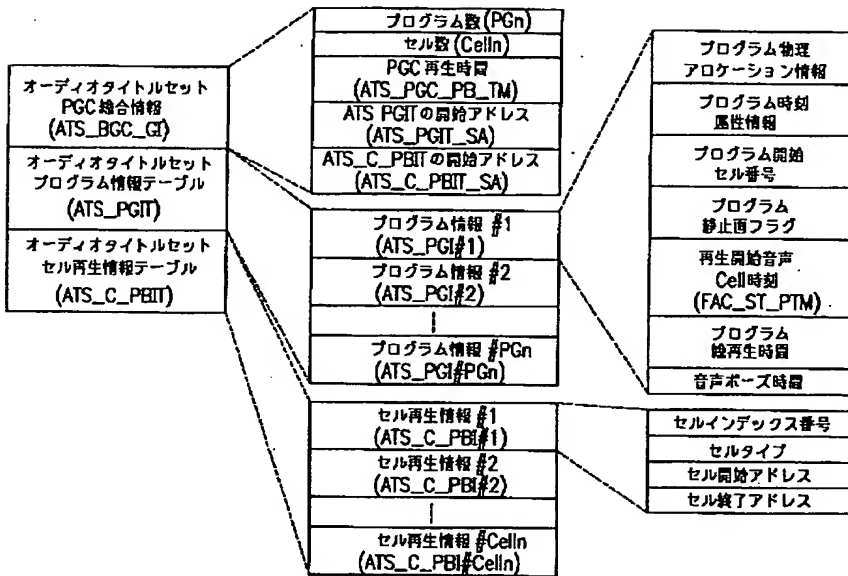 オーディオタイトルセット
PGC 総合情報
(ATS_BGC_GI)
オーディオタイトルセット
プログラム情報テーブル
(ATS_PGIT)
オーディオタイトルセット
セル再生情報テーブル
(ATS_C_PBIT)
プログラム数 (PGn)
セル数 (Celln)
PGC 再生時間
(ATS_PGC_PB_TM)
ATS PGITの開始アドレス
(ATS_PGIT_SA)
ATS_C_PBITの開始アドレス
(ATS_C_PBIT_SA)
プログラム情報 #1
(ATS_PGI#1)
プログラム情報 #2
(ATS_PGI#2)
プログラム情報 #PGn
(ATS_PGI#PGn)
セル再生情報 #1
(ATS_C_PBI#1)
セル再生情報 #2
(ATS_C_PBI#2)
セル再生情報 #Celln
(ATS_C_PBI#Celln)
プログラム物理
アロケーション情報
プログラム時刻
属性情報
プログラム開始
セル番号
プログラム
静止画フラグ
再生開始音声
Cell時刻
(FAC_ST_PTM)
プログラム
総再生時間
音声ポーズ時間
セルインデックス番号
セルタイプ
セル開始アドレス
セル終了アドレス